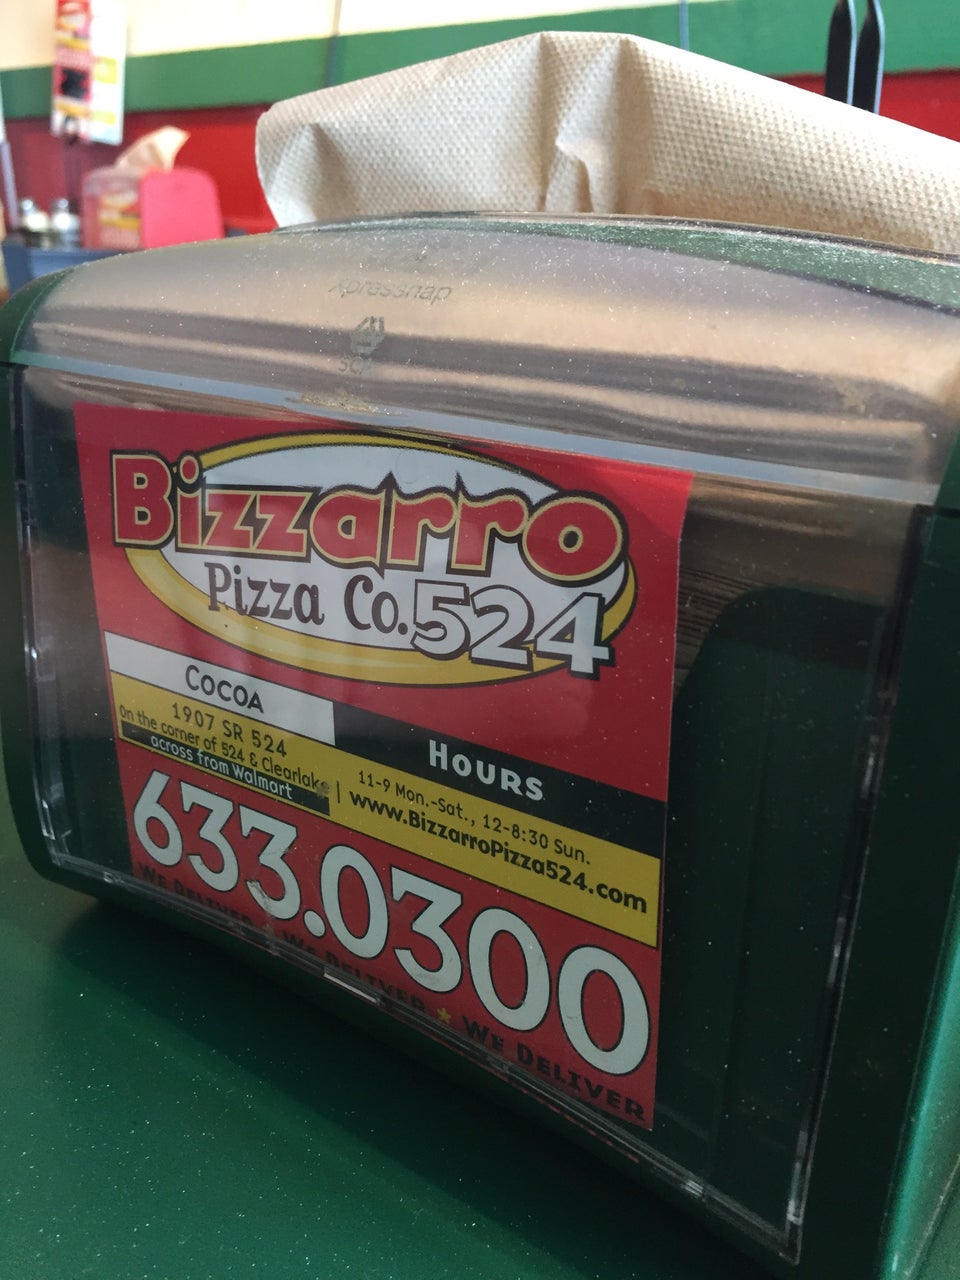 xpressnap
SCA
Bizzarro
Pizza Co. 524
COCOA
1907 SR 524
On the corner of 524 & Clearlake
across from Walmart
HOURS
11-9 Mon.-Sat., 12-8:30 Sun.
www.BizzarroPizza524.com
633.0300
WE DELIVER WE DELIVER ★ WE DELIVER